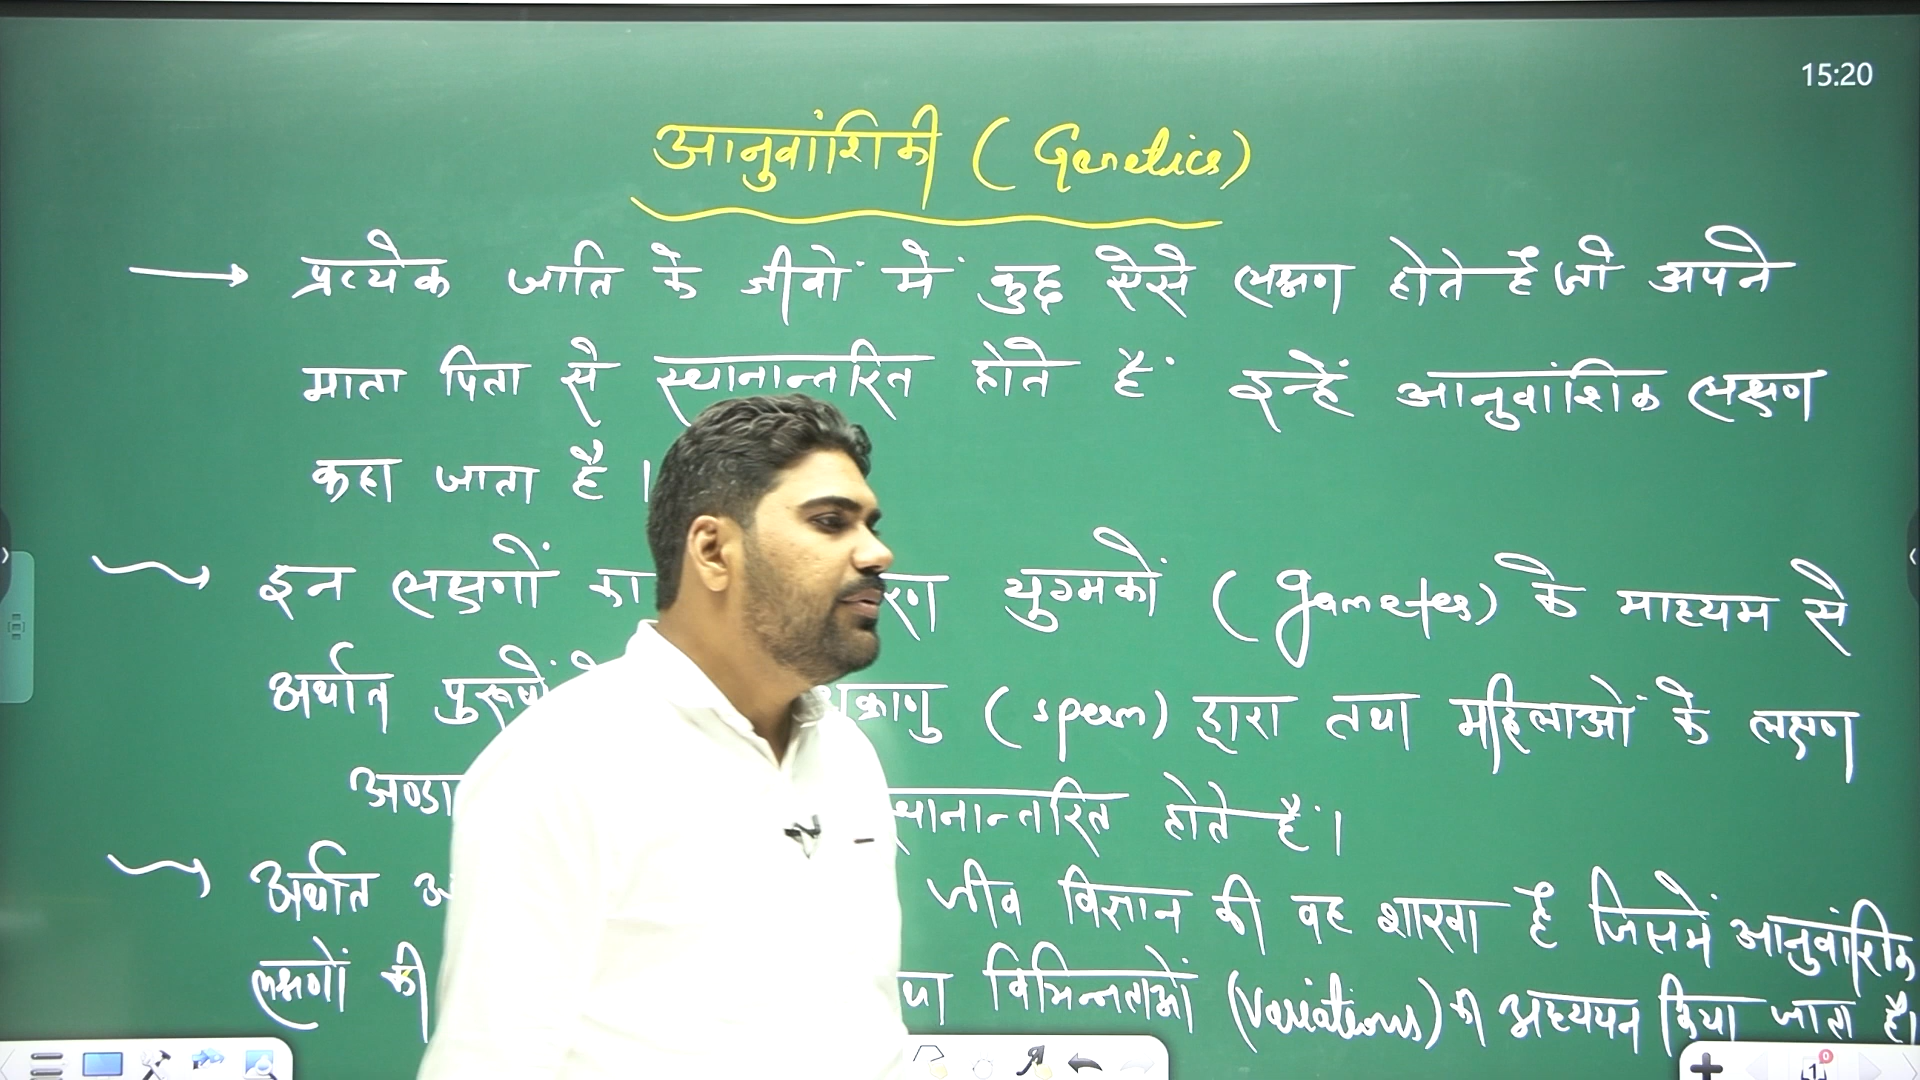 15:20
आनुवांशिकी ( Genetics )
→ प्रत्येक जाति के जीवों में कुछ ऐसे लक्षण होते हैं जो अपने
माता पिता से स्थानान्तरित होते हैं इन्हें आनुवांशिक लक्षण
कहा जाता है ।
इन लक्षणों का रण युग्मकों ( gametes ) के माध्यम से
अर्थात पुरूषों क्राणु ( sperm ) द्वारा तथा महिलाओं के लक्षण
अण्डा थानान्तरित होते हैं ।
अर्थात जीव विज्ञान की वह शाखा है जिसमें आनुवांशिक
लक्षणों की था विभिन्नताओं (Variations) का अध्ययन किया जाता है।